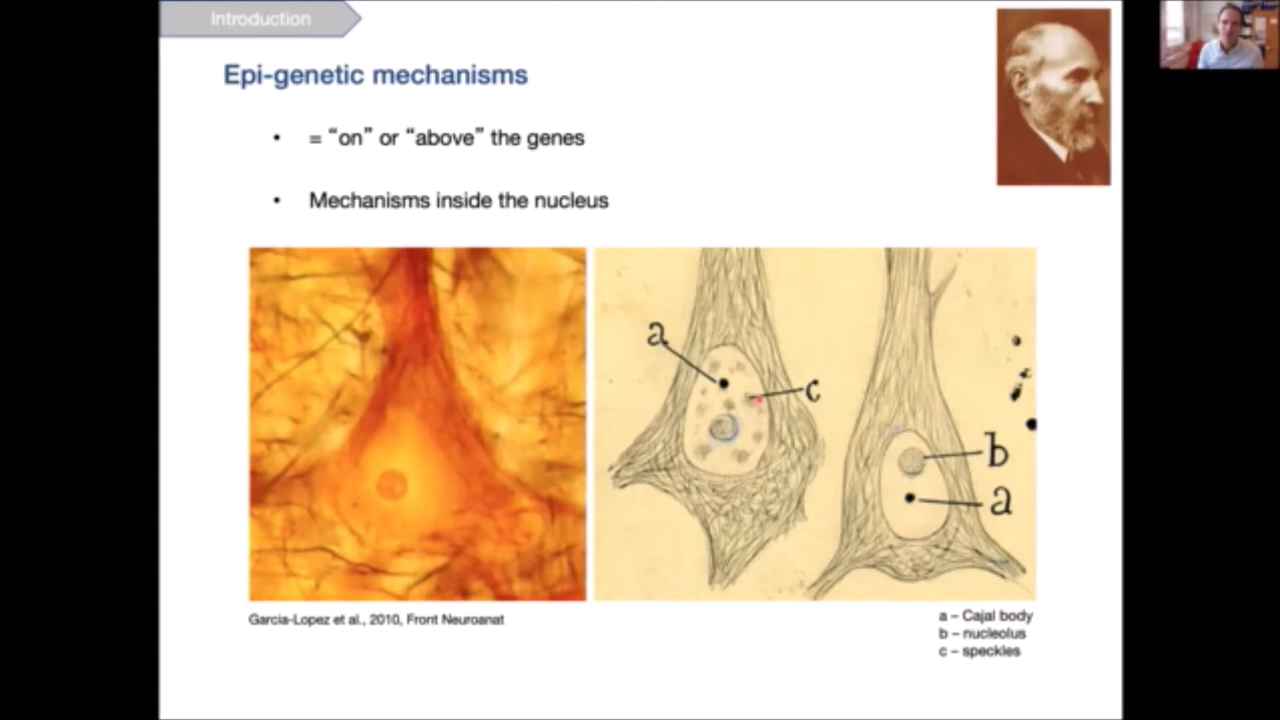 Introduction
Epi-genetic mechanisms
• = “on” or “above” the genes
• Mechanisms inside the nucleus
a
c
b
a
Garcia-Lopez et al., 2010, Front Neuroanat
a – Cajal body
b – nucleolus
c – speckles